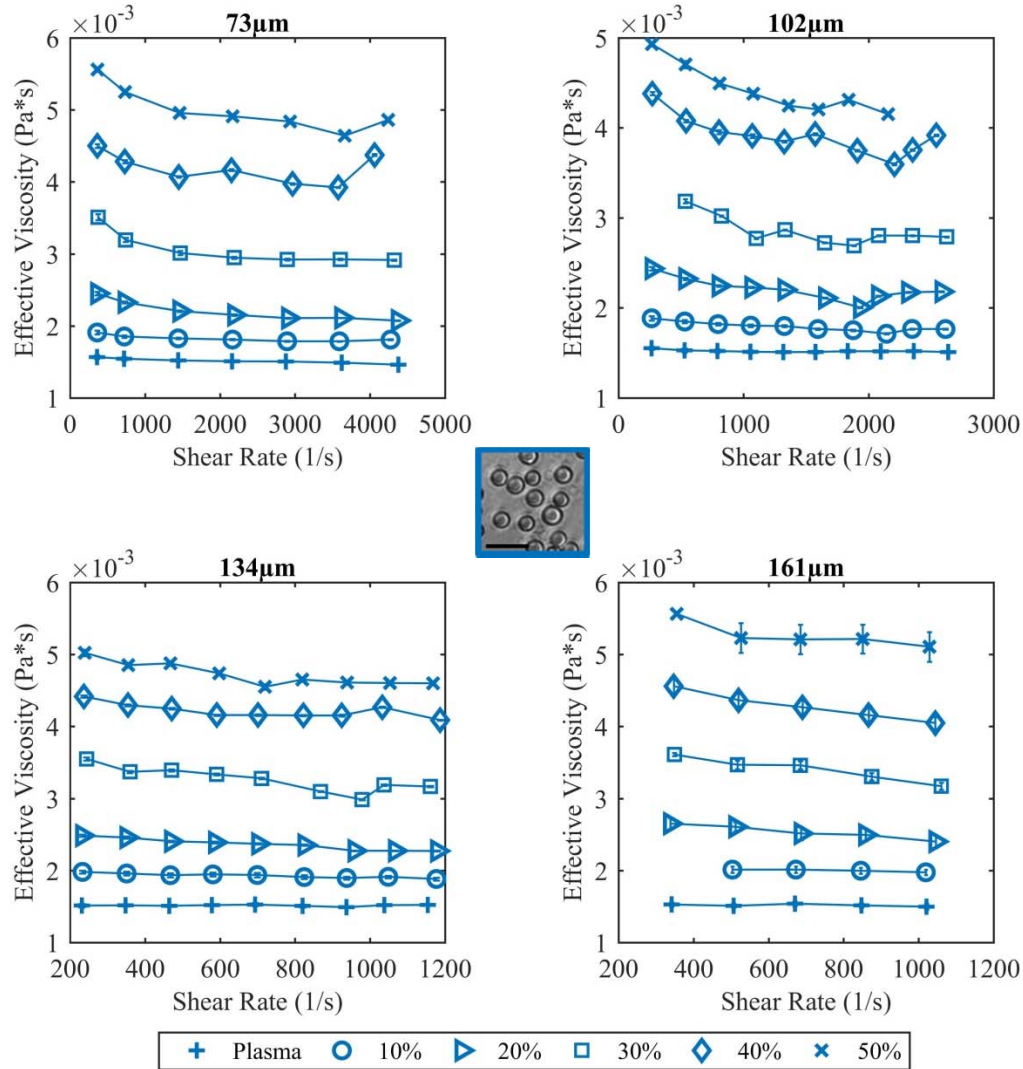 73μm
×10⁻³
6
5
4
3
2
1
0 1000 2000 3000 4000 5000
Shear Rate (1/s)
Effective Viscosity (Pa*s)
102μm
×10⁻³
5
4
3
2
1
0 1000 2000 3000
Shear Rate (1/s)
Effective Viscosity (Pa*s)
134μm
×10⁻³
6
5
4
3
2
1
200 400 600 800 1000 1200
Shear Rate (1/s)
Effective Viscosity (Pa*s)
161μm
×10⁻³
6
5
4
3
2
1
200 400 600 800 1000 1200
Shear Rate (1/s)
Effective Viscosity (Pa*s)
Plasma 10% 20% 30% 40% 50%